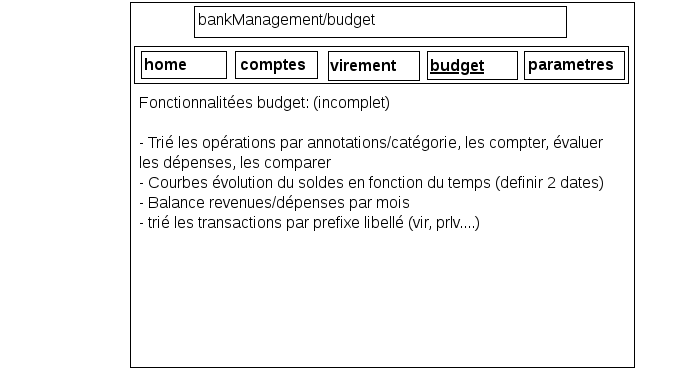 bankManagement/budget
home comptes virement budget parametres
Fonctionnalitées budget: (incomplet)
- Trié les opérations par annotations/catégorie, les compter, évaluer
les dépenses, les comparer
- Courbes évolution du soldes en fonction du temps (definir 2 dates)
- Balance revenues/dépenses par mois
- trié les transactions par prefixe libellé (vir, prlv....)